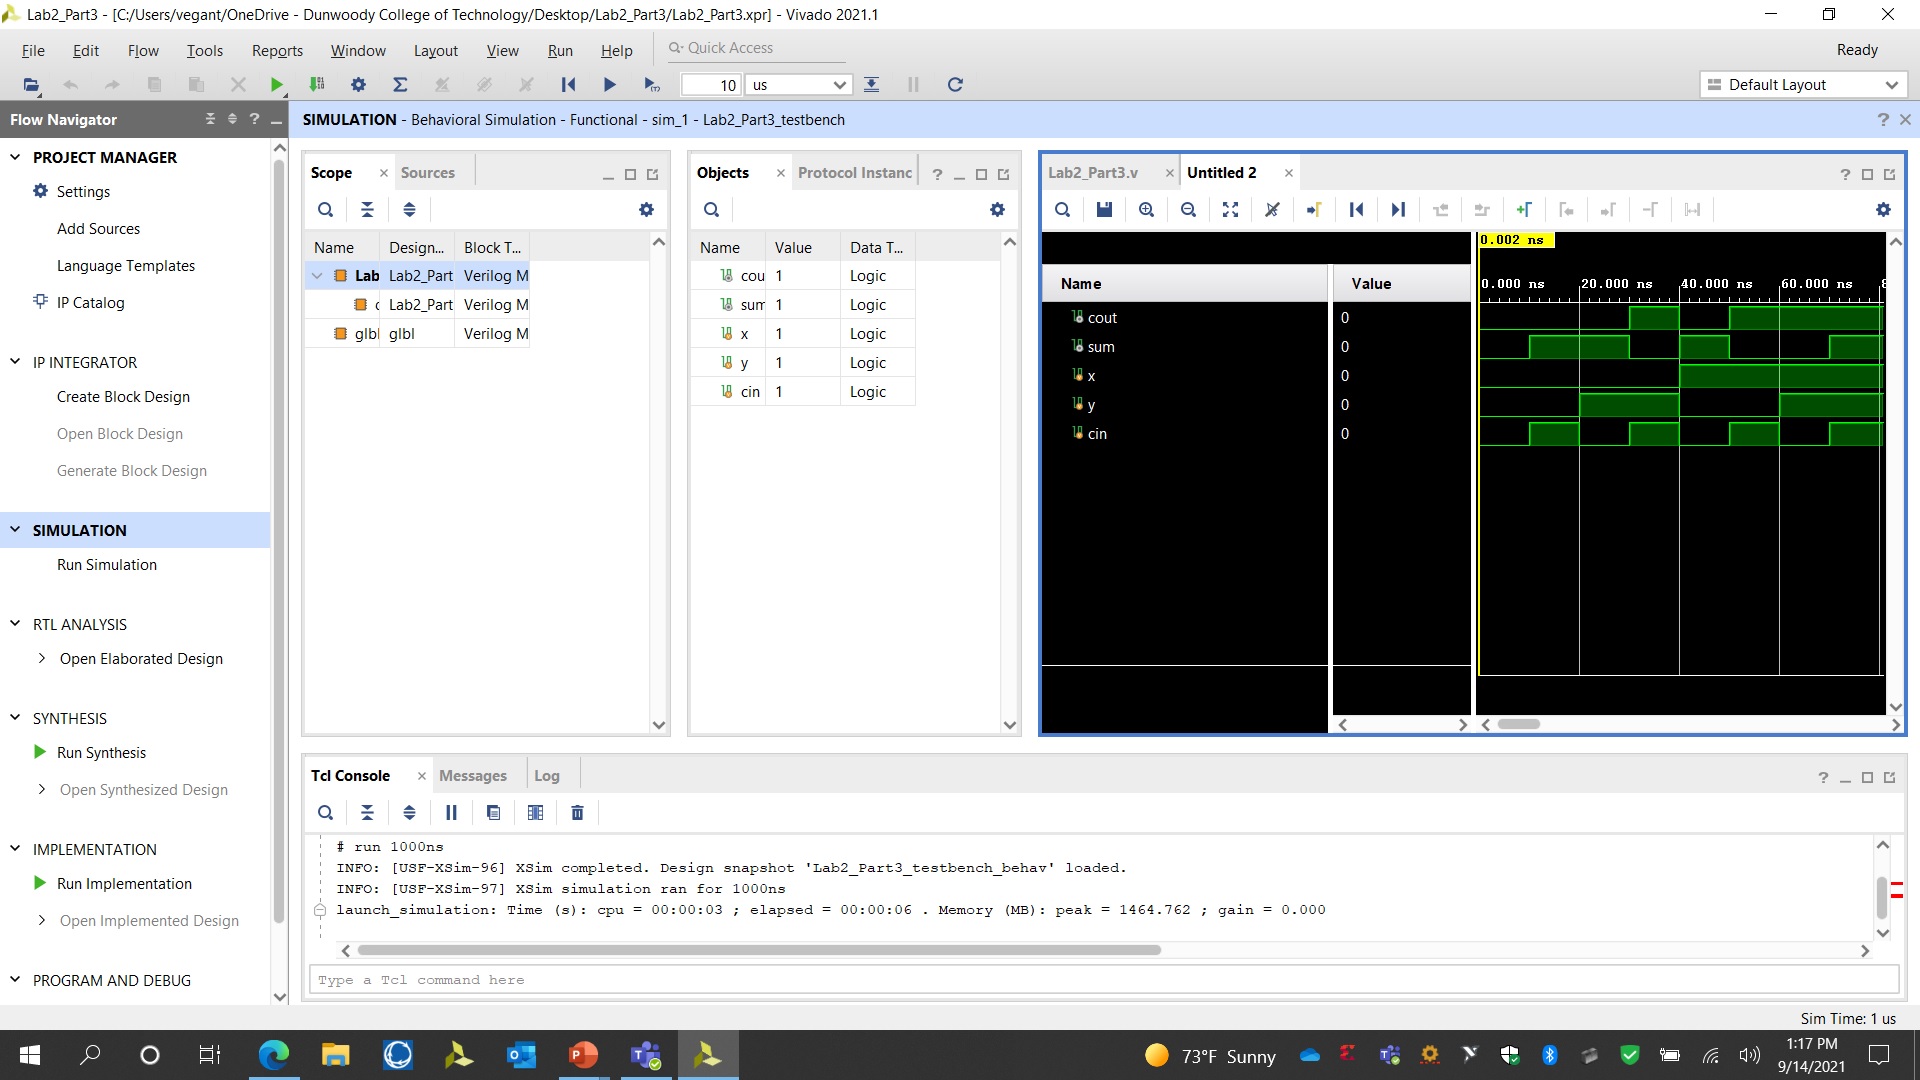 Lab2_Part3 - [C:/Users/vegant/OneDrive - Dunwoody College of Technology/Desktop/Lab2_Part3/Lab2_Part3.xpr] - Vivado 2021.1
File Edit Flow Tools Reports Window Layout View Run Help Quick Access
Ready
10 us
Default Layout
Flow Navigator
SIMULATION - Behavioral Simulation - Functional - sim_1 - Lab2_Part3_testbench
PROJECT MANAGER
Settings
Add Sources
Language Templates
IP Catalog
IP INTEGRATOR
Create Block Design
Open Block Design
Generate Block Design
SIMULATION
Run Simulation
RTL ANALYSIS
Open Elaborated Design
SYNTHESIS
Run Synthesis
Open Synthesized Design
IMPLEMENTATION
Run Implementation
Open Implemented Design
PROGRAM AND DEBUG
Scope Sources
Name Design... Block T...
Lab Lab2_Part Verilog M
Lab2_Part Verilog M
glbl glbl Verilog M
Objects Protocol Instanc
Name Value Data T...
cou 1 Logic
sum 1 Logic
x 1 Logic
y 1 Logic
cin 1 Logic
Lab2_Part3.v Untitled 2
0.002 ns
Name Value 0.000 ns 20.000 ns 40.000 ns 60.000 ns 8
cout 0
sum 0
x 0
y 0
cin 0
Tcl Console Messages Log
# run 1000ns
INFO: [USF-XSim-96] XSim completed. Design snapshot 'Lab2_Part3_testbench_behav' loaded.
INFO: [USF-XSim-97] XSim simulation ran for 1000ns
launch_simulation: Time (s): cpu = 00:00:03 ; elapsed = 00:00:06 . Memory (MB): peak = 1464.762 ; gain = 0.000
Type a Tcl command here
Sim Time: 1 us
73°F Sunny
1:17 PM
9/14/2021